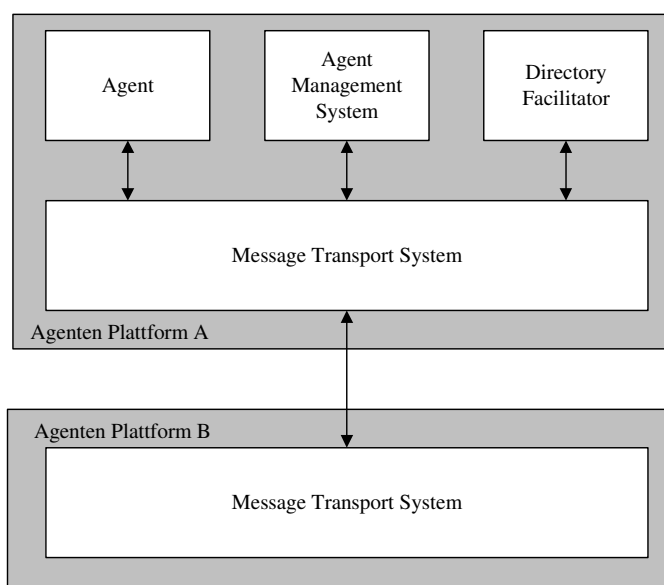 Agent
Agent
Management
System
Directory
Facilitator
Message Transport System
Agenten Plattform A
Agenten Plattform B
Message Transport System